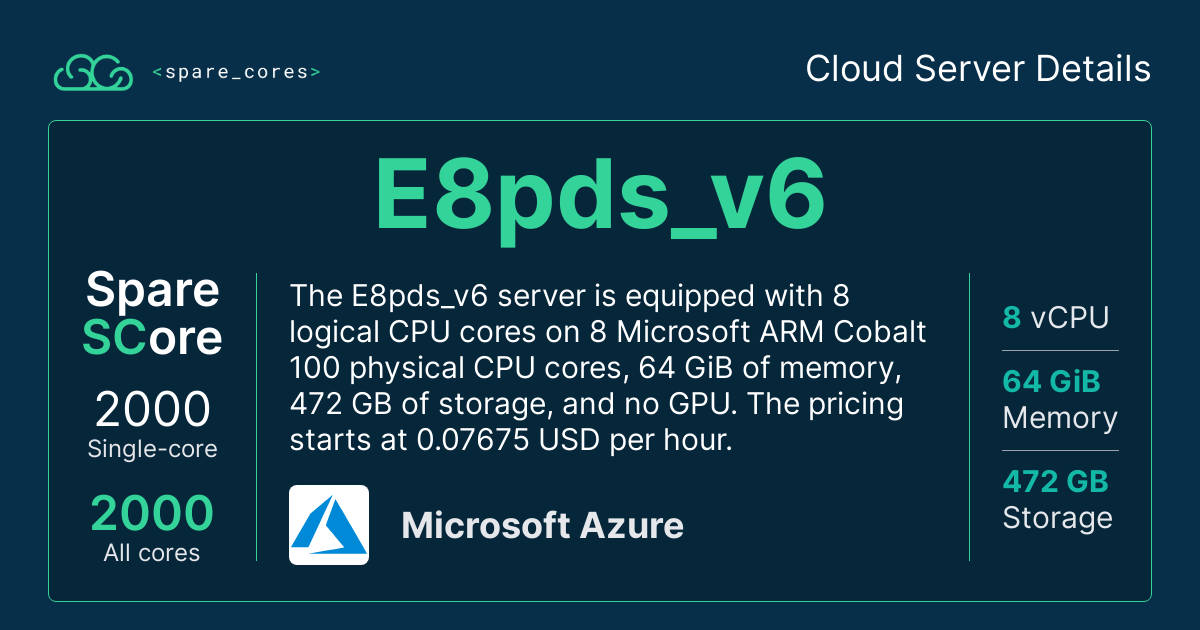 <spare_cores>
Cloud Server Details
E8pds_v6
Spare
SCore
2000
Single-core
2000
All cores
The E8pds_v6 server is equipped with 8
logical CPU cores on 8 Microsoft ARM Cobalt
100 physical CPU cores, 64 GiB of memory,
472 GB of storage, and no GPU. The pricing
starts at 0.07675 USD per hour.
Microsoft Azure
8 vCPU
64 GiB
Memory
472 GB
Storage